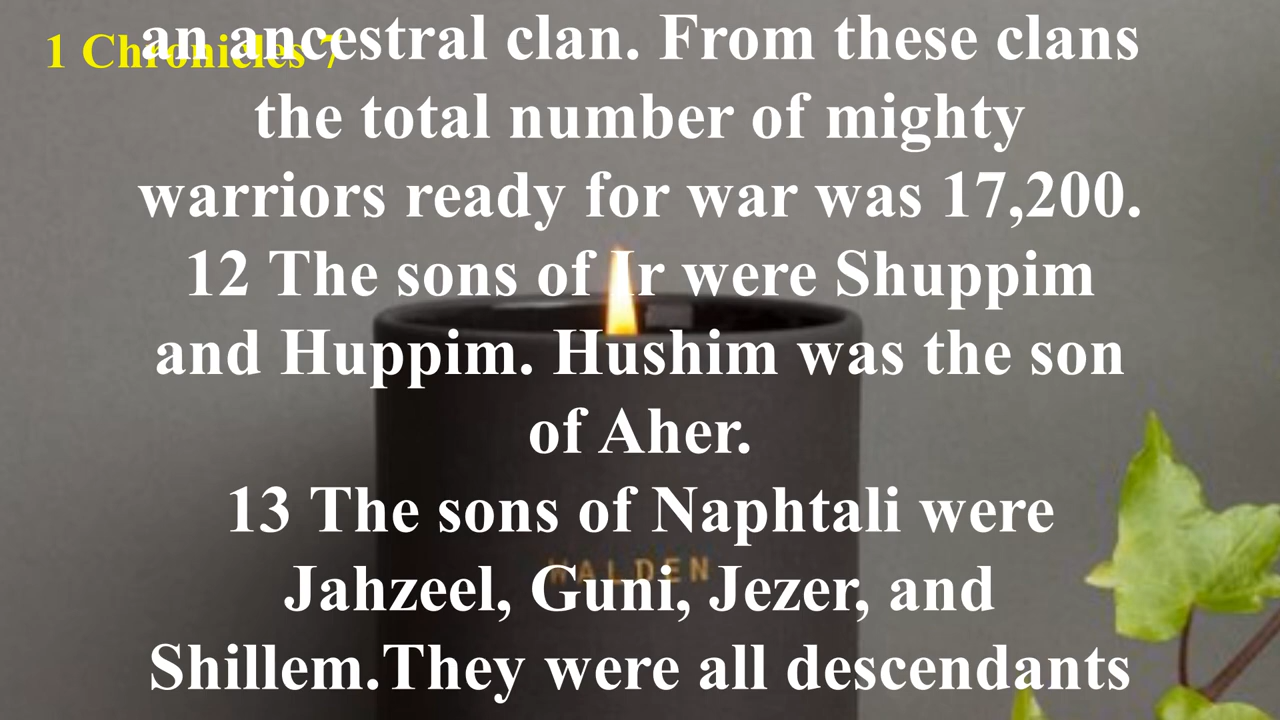 1 Chronicles 7
an ancestral clan. From these clans
the total number of mighty
warriors ready for war was 17,200.
12 The sons of Ir were Shuppim
and Huppim. Hushim was the son
of Aher.
13 The sons of Naphtali were
WALDEN
Jahzeel, Guni, Jezer, and
Shillem.They were all descendants